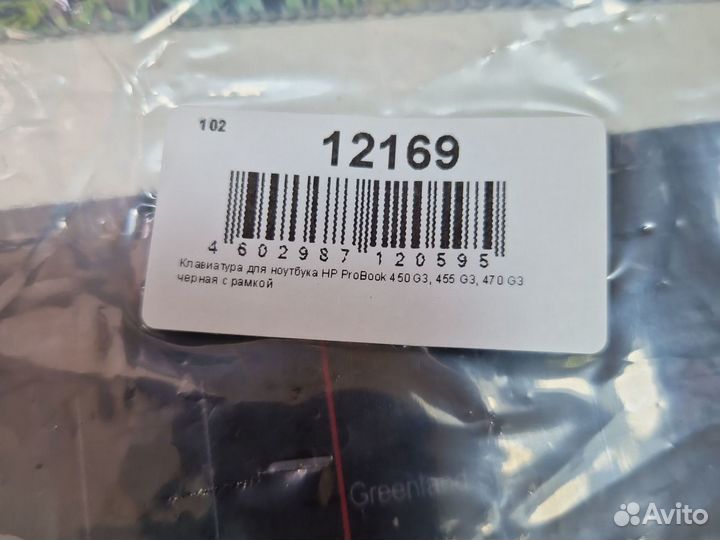 102
12169
4 602987 120595
Клавиатура для ноутбука HP ProBook 450 G3, 455 G3, 470 G3
черная с рамкой
Greenland
Avito